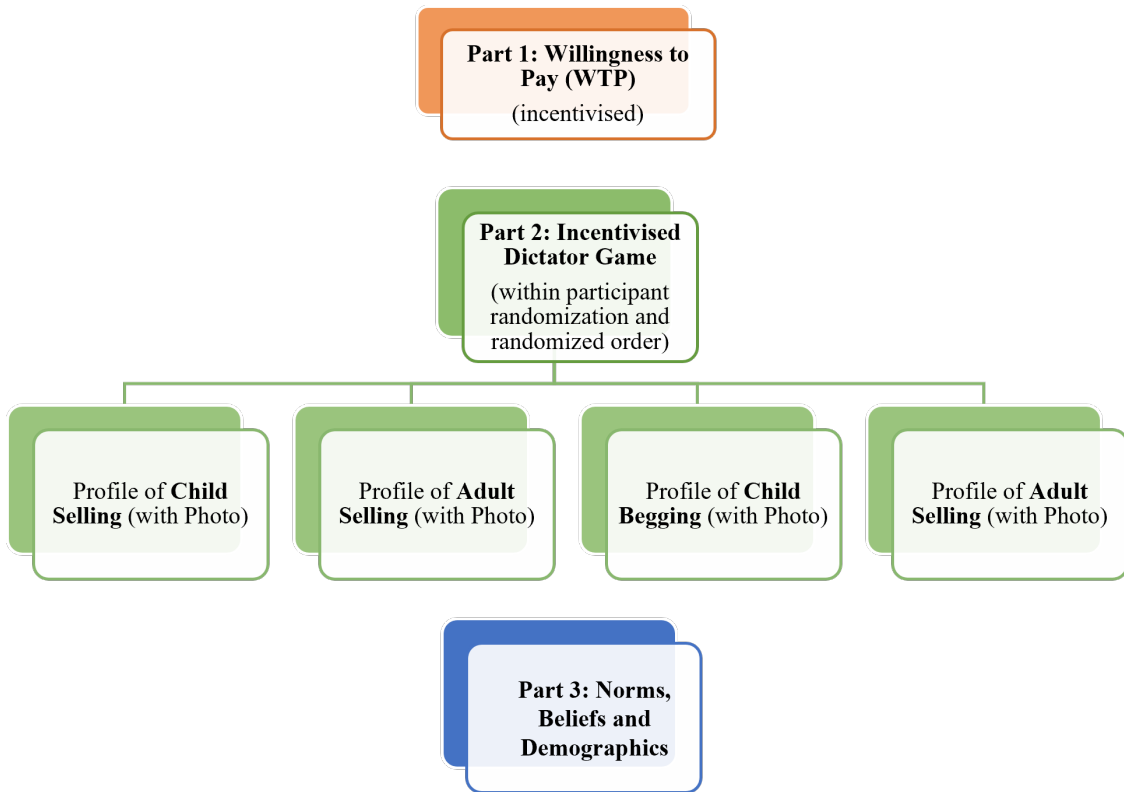 Part 1: Willingness to
Pay (WTP)
(incentivised)
Part 2: Incentivised
Dictator Game
(within participant
randomization and
randomized order)
Profile of Child
Selling (with Photo)
Profile of Adult
Selling (with Photo)
Profile of Child
Begging (with Photo)
Profile of Adult
Selling (with Photo)
Part 3: Norms,
Beliefs and
Demographics